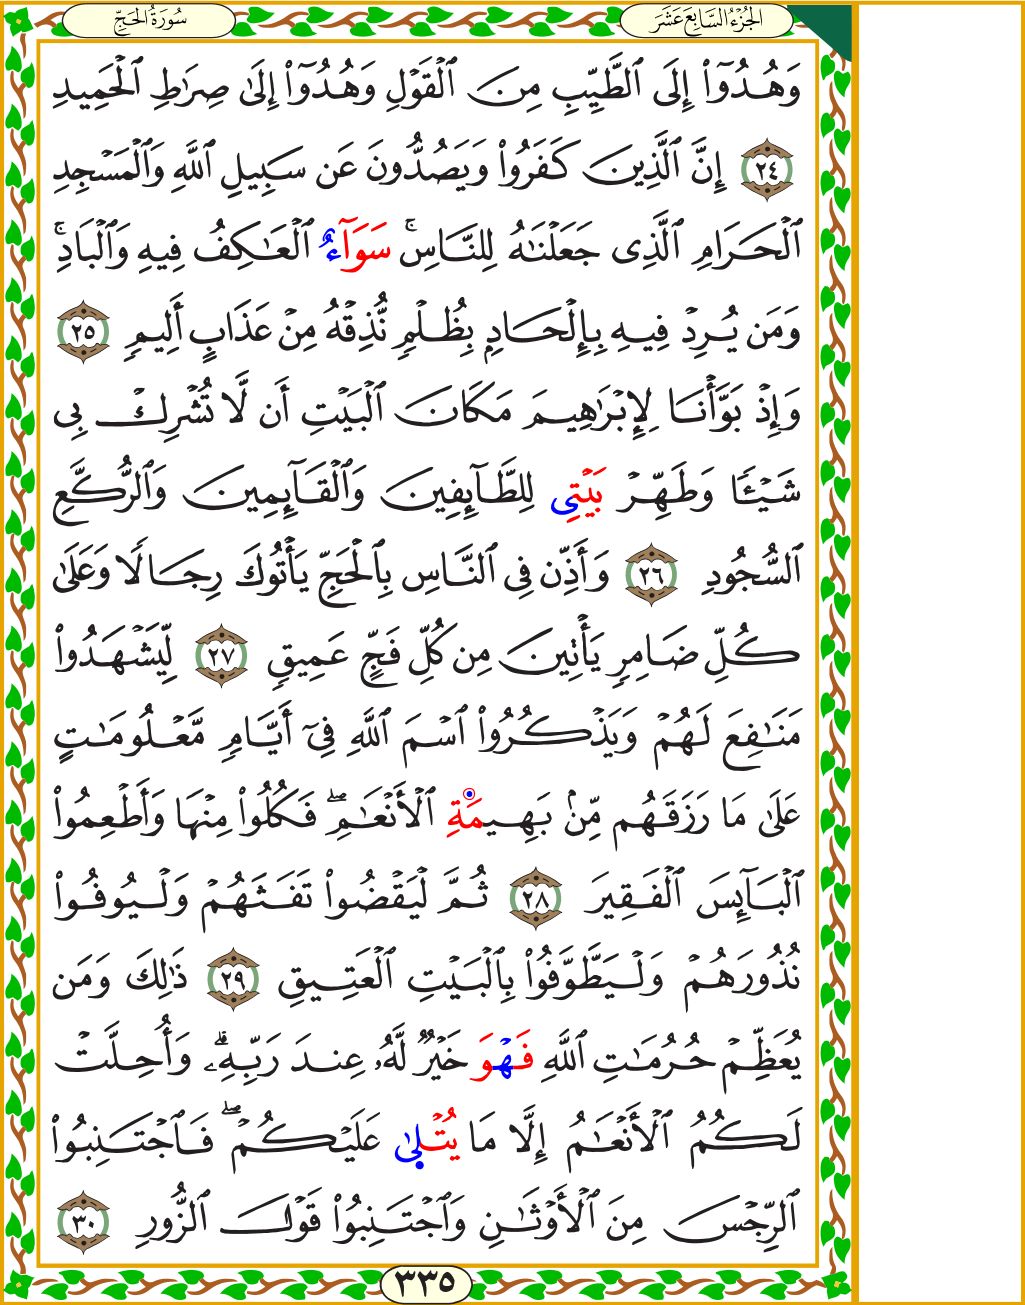 سُورَةُ الحَجِّ
الجُزْءُ السَّابِعَ عَشَرَ
وَهُدُوٓاْ إِلَى ٱلطَّيِّبِ مِنَ ٱلۡقَوۡلِ وَهُدُوٓاْ إِلَىٰ صِرَٰطِ ٱلۡحَمِيدِ
٢٤ إِنَّ ٱلَّذِينَ كَفَرُواْ وَيَصُدُّونَ عَن سَبِيلِ ٱللَّهِ وَٱلۡمَسۡجِدِ
ٱلۡحَرَامِ ٱلَّذِى جَعَلۡنَٰهُ لِلنَّاسِۚ سَوَآءٌ ٱلۡعَٰكِفُ فِيهِ وَٱلۡبَادِۚ
وَمَن يُرِدۡ فِيهِ بِإِلۡحَادِۭ بِظُلۡمٖ نُّذِقۡهُ مِنۡ عَذَابٍ أَلِيمٖ ٢٥
وَإِذۡ بَوَّأۡنَا لِإِبۡرَٰهِيمَ مَكَانَ ٱلۡبَيۡتِ أَن لَّا تُشۡرِكۡ بِى
شَيۡـٔٗا وَطَهِّرۡ بَيۡتِى لِلطَّآئِفِينَ وَٱلۡقَآئِمِينَ وَٱلرُّكَّعِ
ٱلسُّجُودِ ٢٦ وَأَذِّن فِى ٱلنَّاسِ بِٱلۡحَجِّ يَأۡتُوكَ رِجَالٗا وَعَلَىٰ
كُلِّ ضَامِرٖ يَأۡتِينَ مِن كُلِّ فَجٍّ عَمِيقٖ ٢٧ لِّيَشۡهَدُواْ
مَنَٰفِعَ لَهُمۡ وَيَذۡكُرُواْ ٱسۡمَ ٱللَّهِ فِىٓ أَيَّامٖ مَّعۡلُومَٰتٍ
عَلَىٰ مَا رَزَقَهُم مِّنۢ بَهِيمَةِ ٱلۡأَنۡعَٰمِۖ فَكُلُواْ مِنۡهَا وَأَطۡعِمُواْ
ٱلۡبَآئِسَ ٱلۡفَقِيرَ ٢٨ ثُمَّ لۡيَقۡضُواْ تَفَثَهُمۡ وَلۡيُوفُواْ
نُذُورَهُمۡ وَلۡيَطَّوَّفُواْ بِٱلۡبَيۡتِ ٱلۡعَتِيقِ ٢٩ ذَٰلِكَ وَمَن
يُعَظِّمۡ حُرُمَٰتِ ٱللَّهِ فَهۡوَ خَيۡرٞ لَّهُۥ عِندَ رَبِّهِۦۗ وَأُحِلَّتۡ
لَكُمُ ٱلۡأَنۡعَٰمُ إِلَّا مَا يُتۡلَىٰ عَلَيۡكُمۡۖ فَٱجۡتَنِبُواْ
ٱلرِّجۡسَ مِنَ ٱلۡأَوۡثَٰنِ وَٱجۡتَنِبُواْ قَوۡلَ ٱلزُّورِ ٣٠
٣٣٥